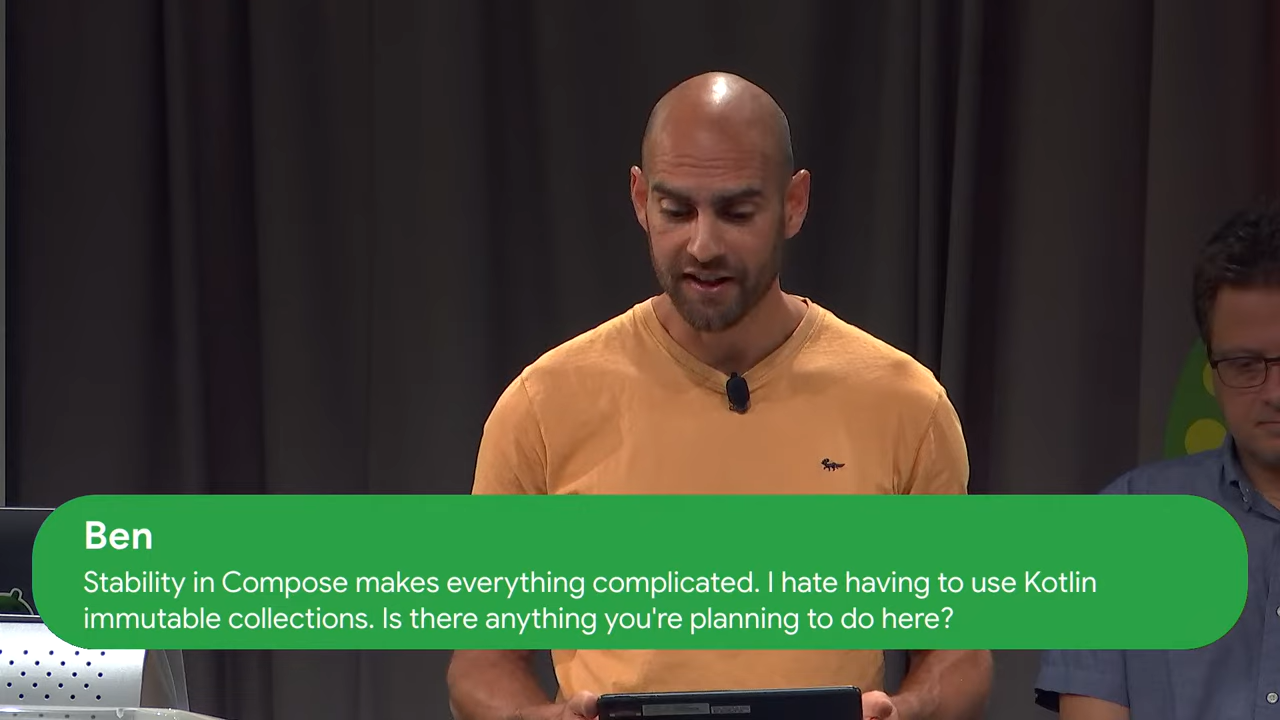 Ben
Stability in Compose makes everything complicated. I hate having to use Kotlin
immutable collections. Is there anything you're planning to do here?